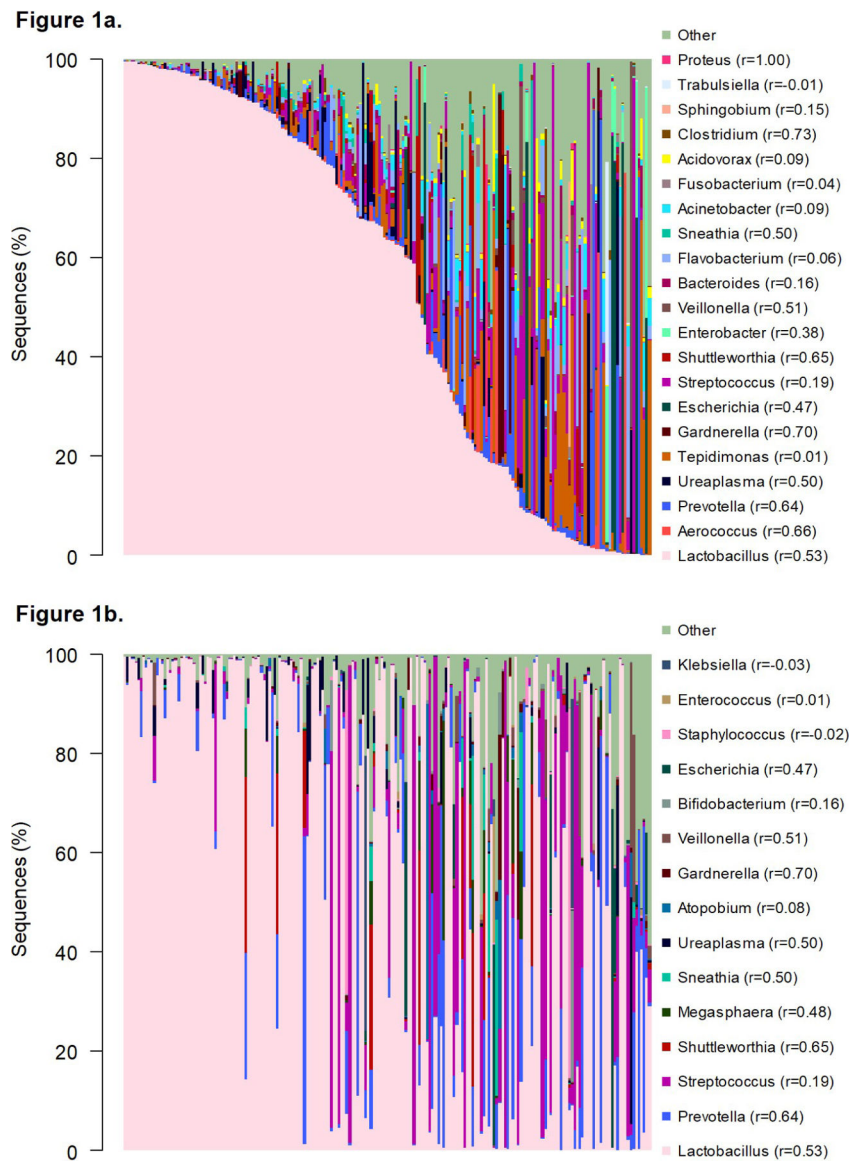 Figure 1a.
Sequences (%)
100
80
60
40
20
0
Other
Proteus (r=1.00)
Trabulsiella (r=-0.01)
Sphingobium (r=0.15)
Clostridium (r=0.73)
Acidovorax (r=0.09)
Fusobacterium (r=0.04)
Acinetobacter (r=0.09)
Sneathia (r=0.50)
Flavobacterium (r=0.06)
Bacteroides (r=0.16)
Veillonella (r=0.51)
Enterobacter (r=0.38)
Shuttleworthia (r=0.65)
Streptococcus (r=0.19)
Escherichia (r=0.47)
Gardnerella (r=0.70)
Tepidimonas (r=0.01)
Ureaplasma (r=0.50)
Prevotella (r=0.64)
Aerococcus (r=0.66)
Lactobacillus (r=0.53)
Figure 1b.
Sequences (%)
100
80
60
40
20
0
Other
Klebsiella (r=-0.03)
Enterococcus (r=0.01)
Staphylococcus (r=-0.02)
Escherichia (r=0.47)
Bifidobacterium (r=0.16)
Veillonella (r=0.51)
Gardnerella (r=0.70)
Atopobium (r=0.08)
Ureaplasma (r=0.50)
Sneathia (r=0.50)
Megasphaera (r=0.48)
Shuttleworthia (r=0.65)
Streptococcus (r=0.19)
Prevotella (r=0.64)
Lactobacillus (r=0.53)